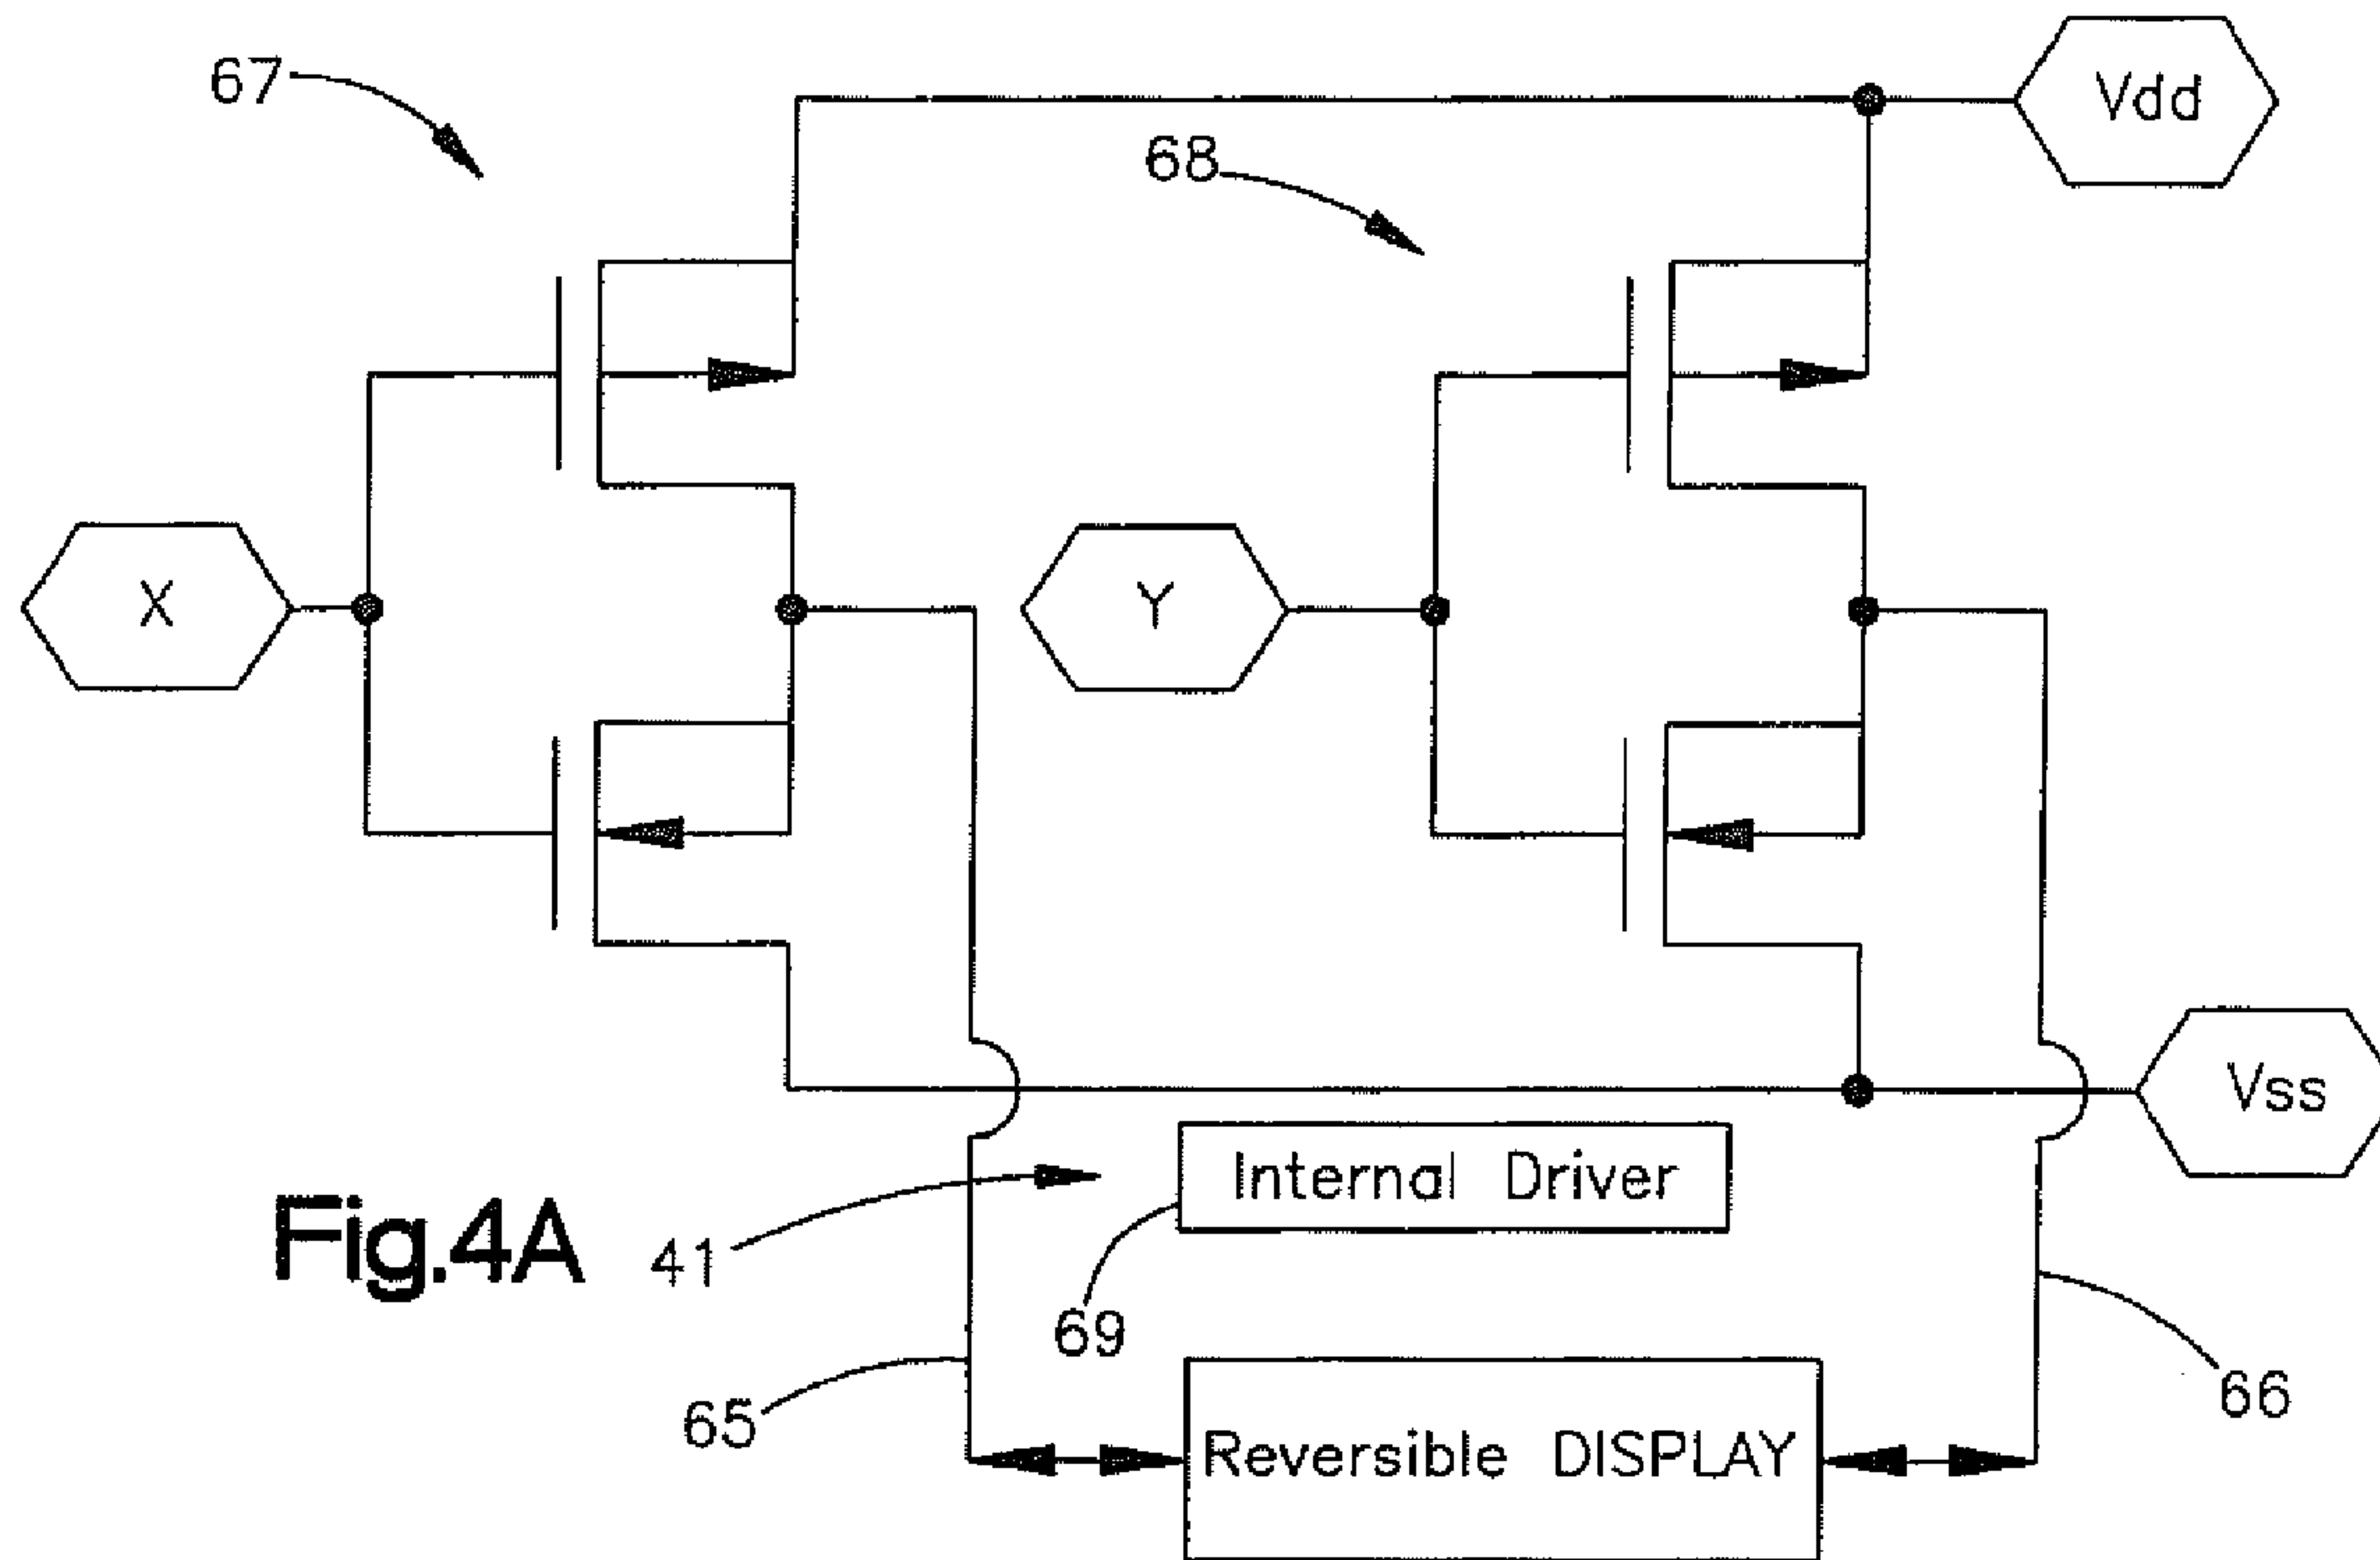 67
Vdd
68
X
Y
Vss
Internal Driver
Fig.4A
41
69
65
66
Reversible DISPLAY